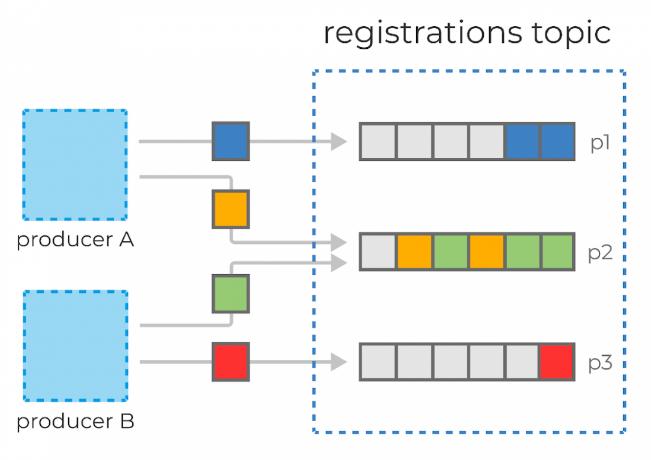 registrations topic
p1
producer A
p2
p3
producer B